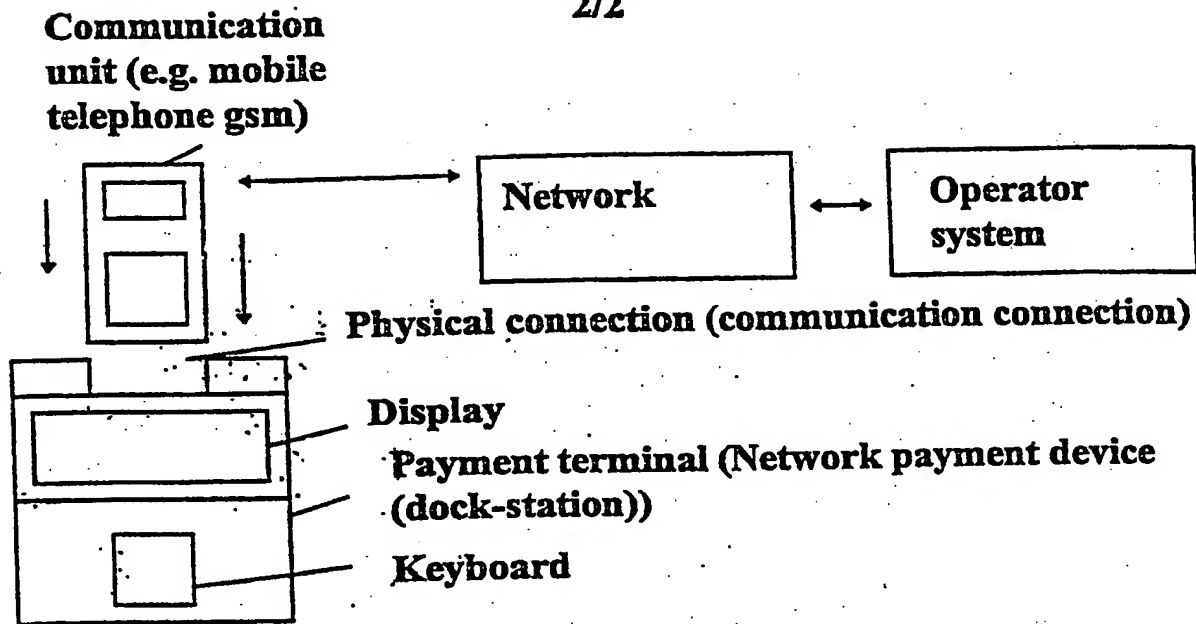 2/2
Communication
unit (e.g. mobile
telephone gsm)
Network
Operator
system
Physical connection (communication connection)
Display
Payment terminal (Network payment device
(dock-station))
Keyboard